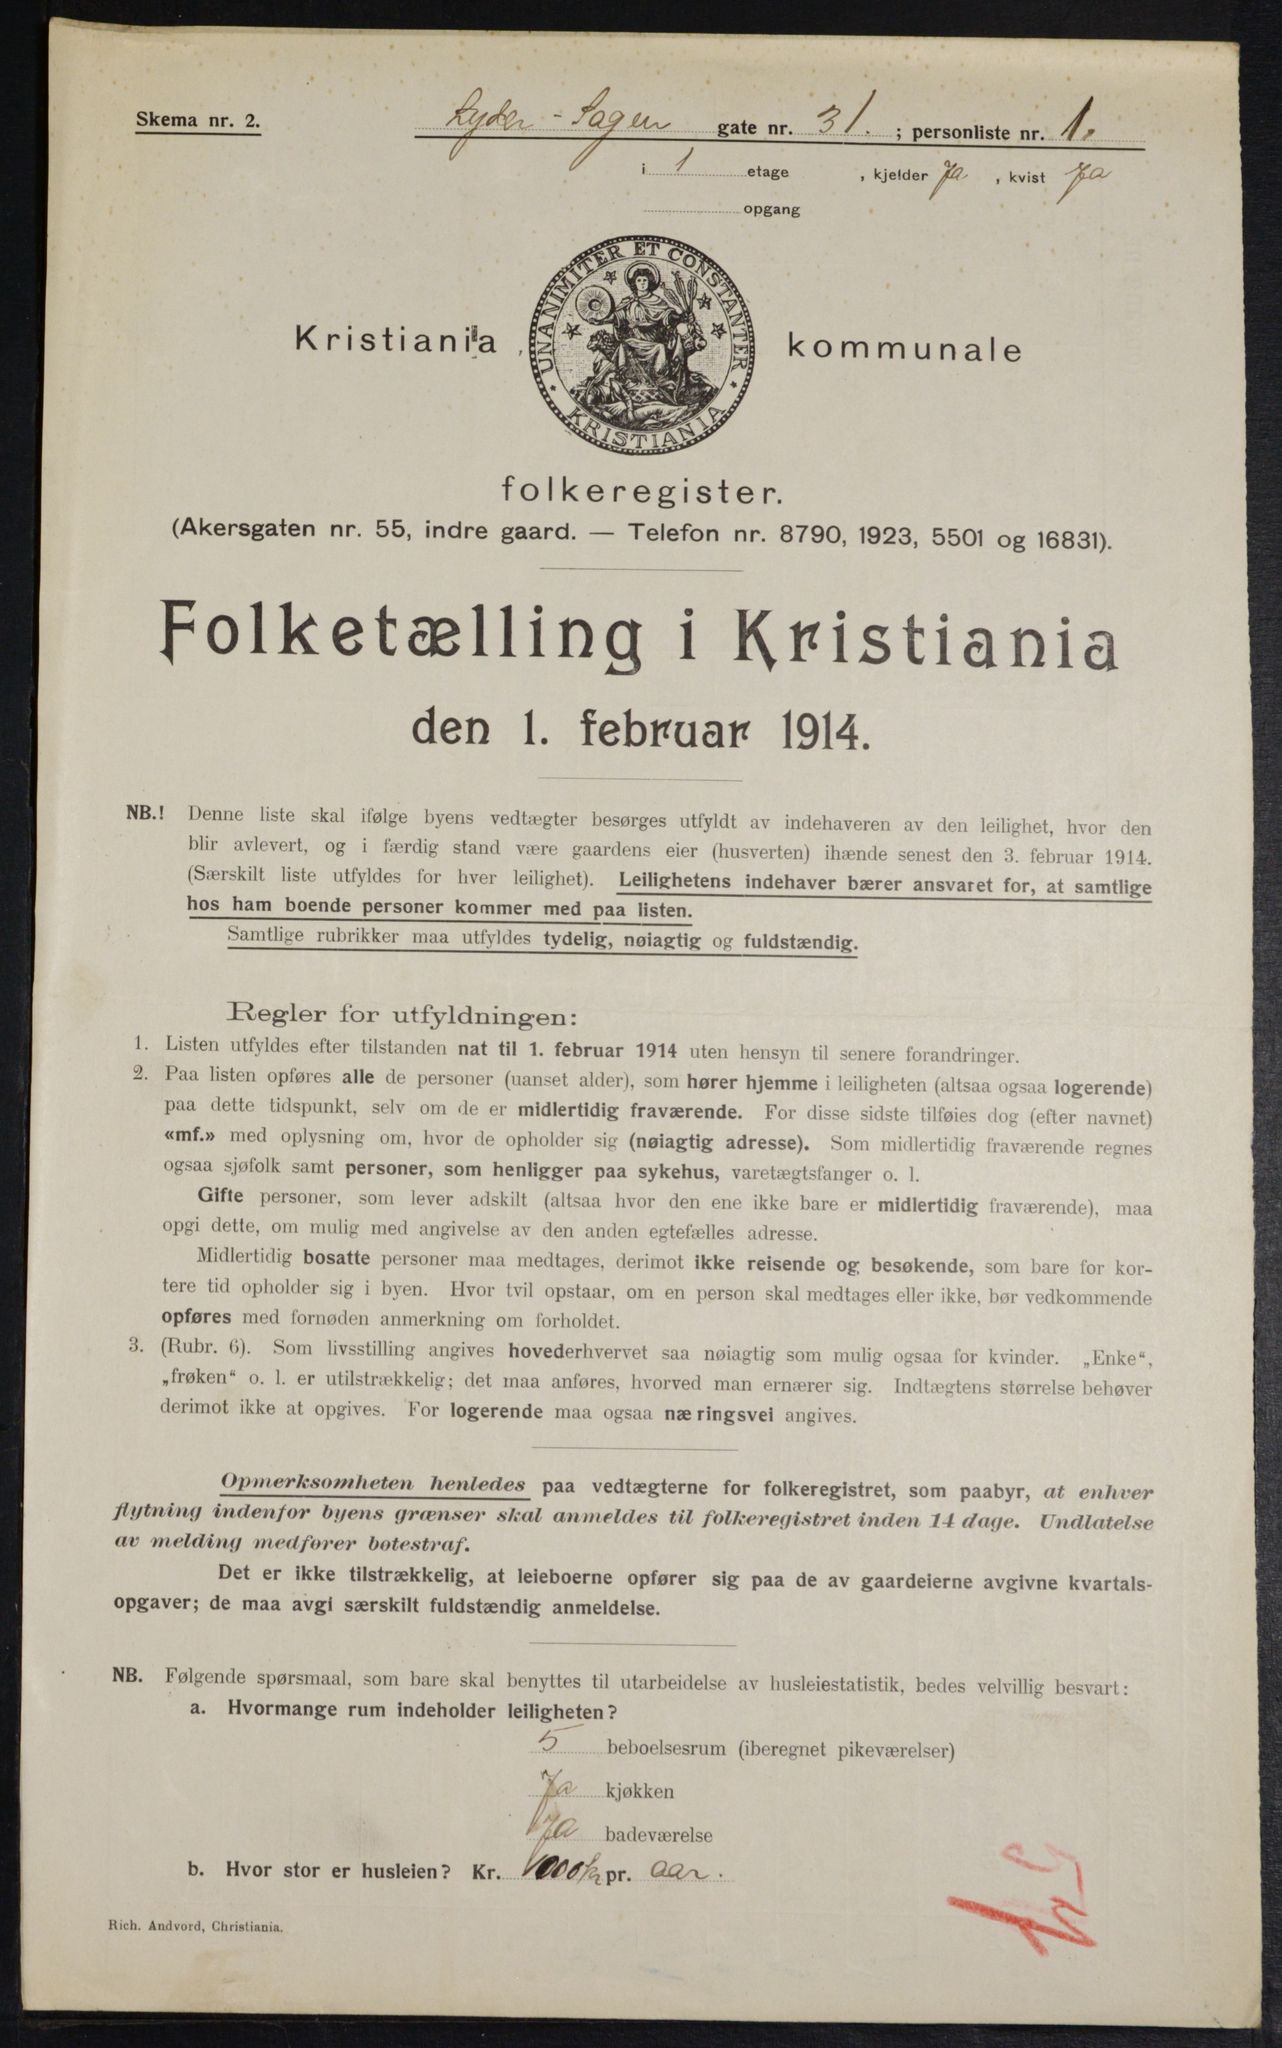 Skema nr. 2.
Lyder-Sagen gate nr. 31. ; personliste nr. 1.
i 1 etage , kjelder Ja , kvist Ja
opgang
UNANIMITER ET CONSTANTER
KRISTIANIA
Kristiania kommunale
folkeregister.
(Akersgaten nr. 55, indre gaard. — Telefon nr. 8790, 1923, 5501 og 16831).
Folketælling i Kristiania
den 1. februar 1914.
NB.! Denne liste skal ifølge byens vedtægter besørges utfyldt av indehaveren av den leilighet, hvor den
blir avlevert, og i færdig stand være gaardens eier (husverten) ihænde senest den 3. februar 1914.
(Særskilt liste utfyldes for hver leilighet). Leilighetens indehaver bærer ansvaret for, at samtlige
hos ham boende personer kommer med paa listen.
Samtlige rubrikker maa utfyldes tydelig, nøiagtig og fuldstændig.
Regler for utfyldningen:
1. Listen utfyldes efter tilstanden nat til 1. februar 1914 uten hensyn til senere forandringer.
2. Paa listen opføres alle de personer (uanset alder), som hører hjemme i leiligheten (altsaa ogsaa logerende)
paa dette tidspunkt, selv om de er midlertidig fraværende. For disse sidste tilføies dog (efter navnet)
«mf.» med oplysning om, hvor de opholder sig (nøiagtig adresse). Som midlertidig fraværende regnes
ogsaa sjøfolk samt personer, som henligger paa sykehus, varetægtsfanger o. l.
Gifte personer, som lever adskilt (altsaa hvor den ene ikke bare er midlertidig fraværende), maa
opgi dette, om mulig med angivelse av den anden egtefælles adresse.
Midlertidig bosatte personer maa medtages, derimot ikke reisende og besøkende, som bare for kor-
tere tid opholder sig i byen. Hvor tvil opstaar, om en person skal medtages eller ikke, bør vedkommende
opføres med fornøden anmerkning om forholdet.
3. (Rubr. 6). Som livsstilling angives hovederhvervet saa nøiagtig som mulig ogsaa for kvinder. „Enke“,
„frøken“ o. l. er utilstrækkelig; det maa anføres, hvorved man ernærer sig. Indtægtens størrelse behøver
derimot ikke at opgives. For logerende maa ogsaa næ ringsvei angives.
Opmerksomheten henledes paa vedtægterne for folkeregistret, som paabyr, at enhver
flytning indenfor byens grænser skal anmeldes til folkeregistret inden 14 dage. Undlatelse
av melding medfører bøtestraf.
Det er ikke tilstrækkelig, at leieboerne opfører sig paa de av gaardeierne avgivne kvartals-
opgaver; de maa avgi særskilt fuldstændig anmeldelse.
NB. Følgende spørsmaal, som bare skal benyttes til utarbeidelse av husleiestatistik, bedes velvillig besvart:
a. Hvormange rum indeholder leiligheten?
5 beboelsesrum (iberegnet pikeværelser)
Ja kjøkken
Ja badeværelse
b. Hvor stor er husleien? Kr. 1000 kr pr. aar.
Rich. Andvord, Christiania.